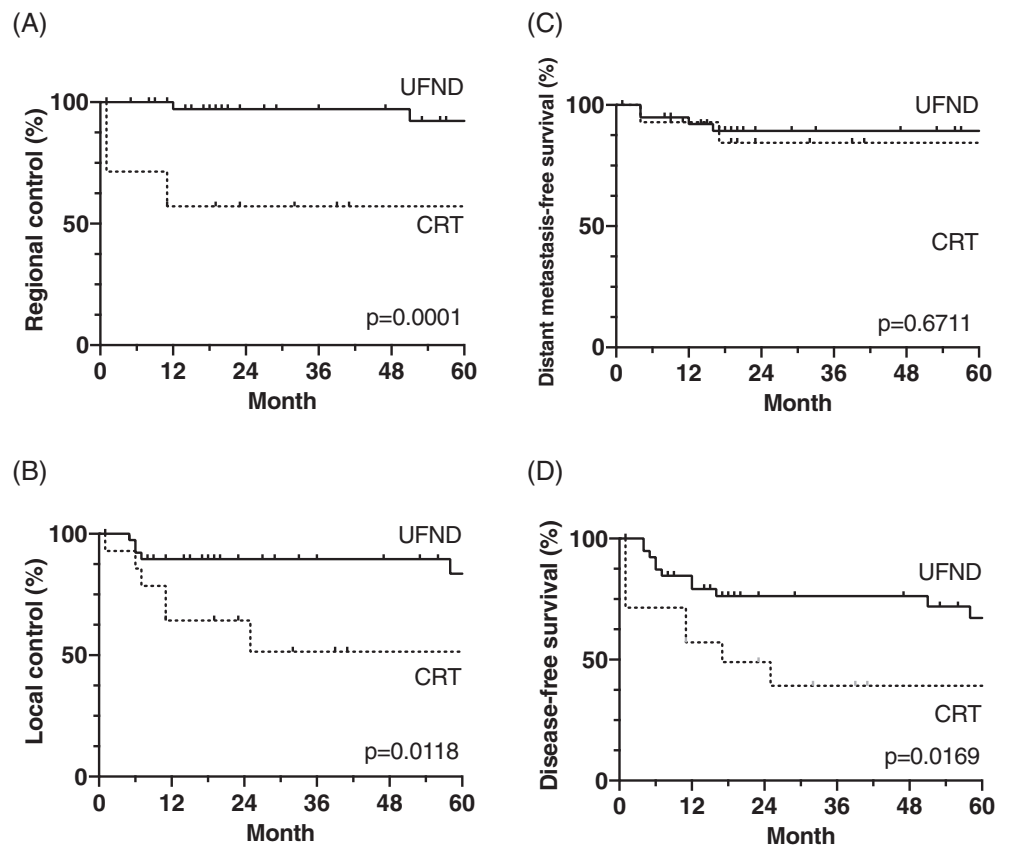 (A)
Regional control (%)
100
50
0
UFND
CRT
p=0.0001
0 12 24 36 48 60
Month
(B)
Local control (%)
100
50
0
UFND
CRT
p=0.0118
0 12 24 36 48 60
Month
(C)
Distant metastasis-free survival (%)
100
50
0
UFND
CRT
p=0.6711
0 12 24 36 48 60
Month
(D)
Disease-free survival (%)
100
50
0
UFND
CRT
p=0.0169
0 12 24 36 48 60
Month